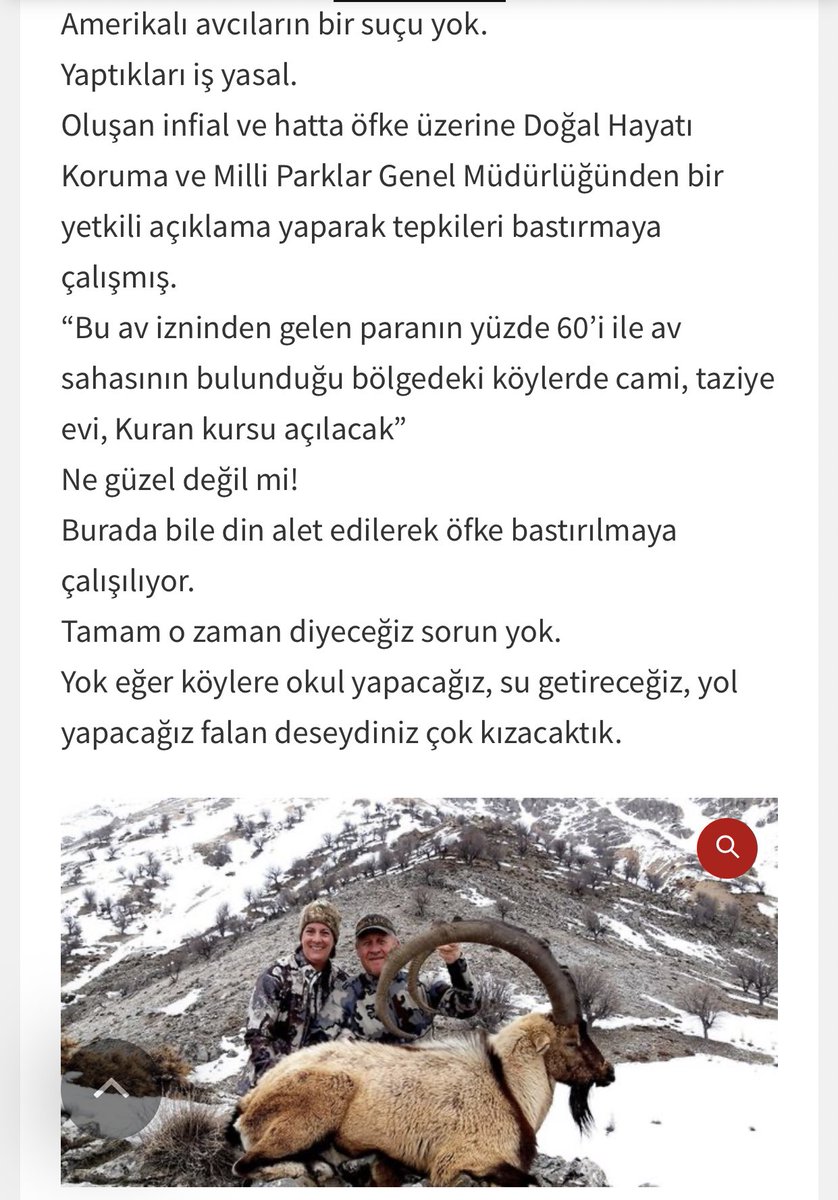 Amerikalı avcıların bir suçu yok.
Yaptıkları iş yasal.
Oluşan infial ve hatta öfke üzerine Doğal Hayatı
Koruma ve Milli Parklar Genel Müdürlüğünden bir
yetkili açıklama yaparak tepkileri bastırmaya
çalışmış.
“Bu av izninden gelen paranın yüzde 60’i ile av
sahasının bulunduğu bölgedeki köylerde cami, taziye
evi, Kuran kursu açılacak”
Ne güzel değil mi!
Burada bile din alet edilerek öfke bastırılmaya
çalışılıyor.
Tamam o zaman diyeceğiz sorun yok.
Yok eğer köylere okul yapacağız, su getireceğiz, yol
yapacağız falan deseydiniz çok kızacaktık.